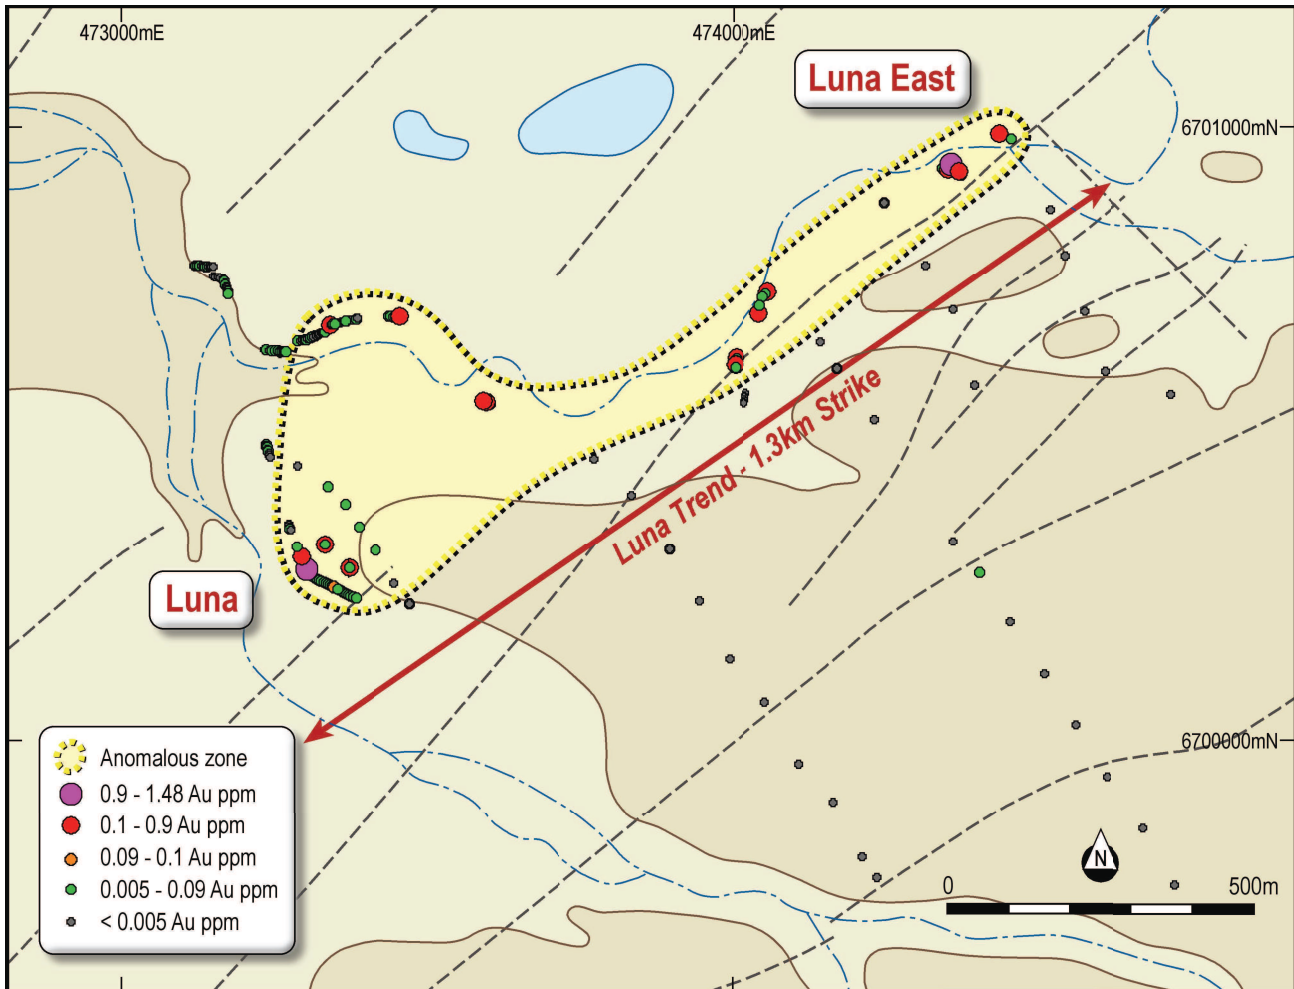 473000mE
474000mE
Luna East
6701000mN
Luna Trend - 1.3km Strike
Luna
6700000mN
Anomalous zone
0.9 - 1.48 Au ppm
0.1 - 0.9 Au ppm
0.09 - 0.1 Au ppm
0.005 - 0.09 Au ppm
< 0.005 Au ppm
N
0 500m